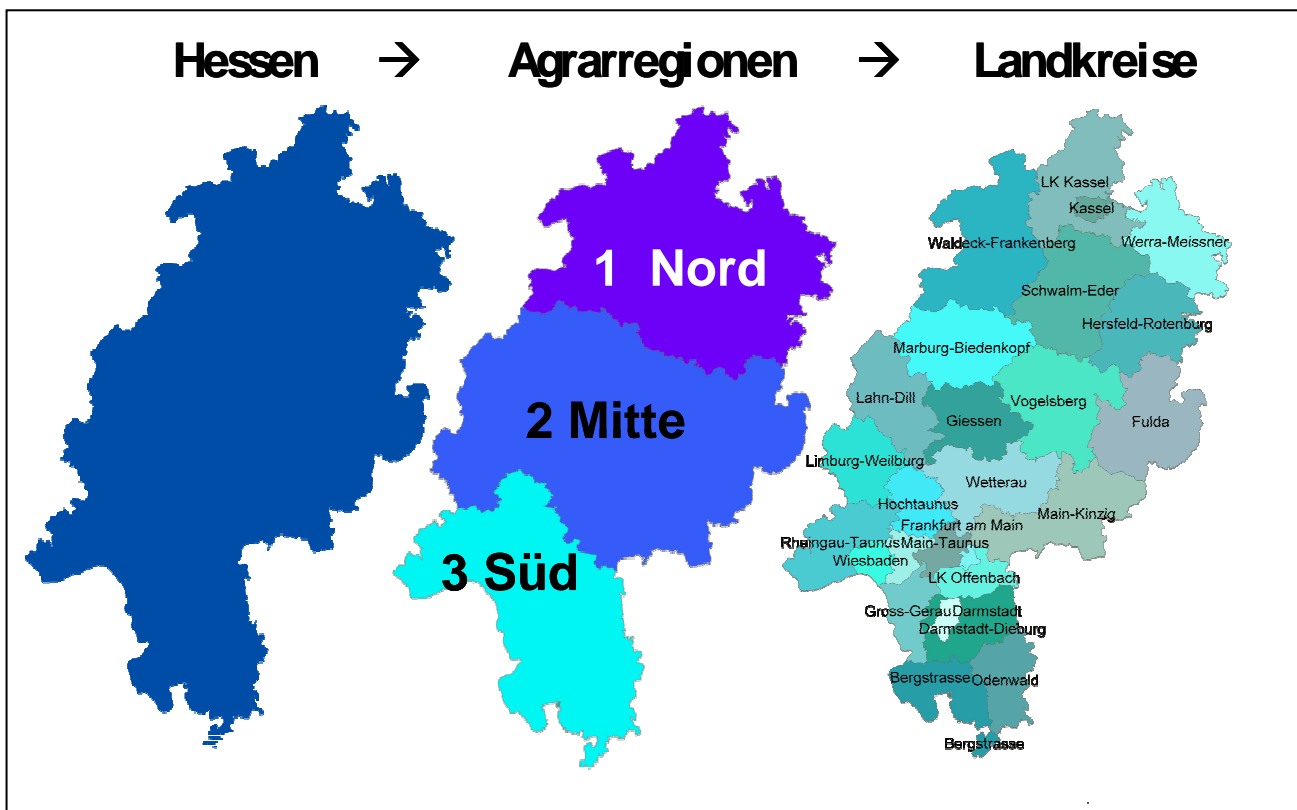 Hessen → Agrarregionen → Landkreise
1 Nord
2 Mitte
3 Süd
LK Kassel
Kassel
Waldeck-Frankenberg
Werra-Meissner
Schwalm-Eder
Hersfeld-Rotenburg
Marburg-Biedenkopf
Lahn-Dill
Vogelsberg
Giessen
Fulda
Limburg-Weilburg
Wetterau
Hochtaunus
Main-Kinzig
Frankfurt am Main
Rheingau-Taunus
Main-Taunus
Wiesbaden
LK Offenbach
Gross-Gerau
Darmstadt
Darmstadt-Dieburg
Bergstrasse
Odenwald
Bergstrasse